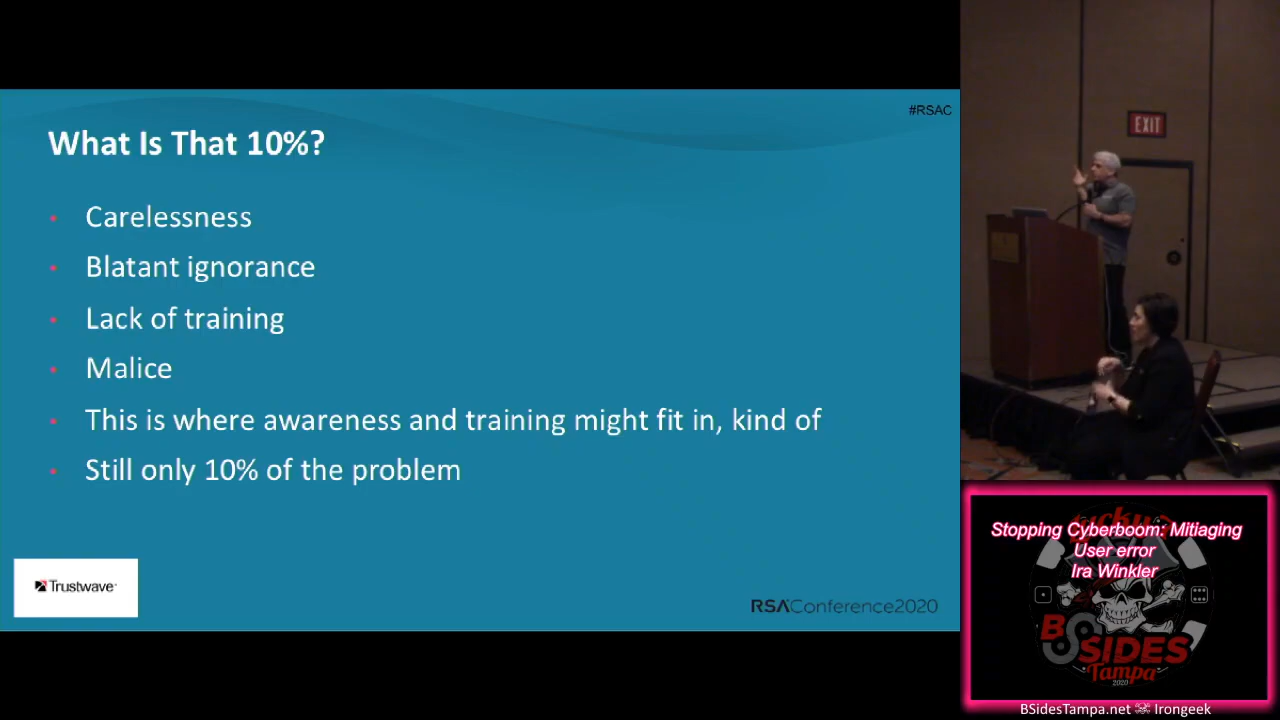 #RSAC
What Is That 10%?
• Carelessness
• Blatant ignorance
• Lack of training
• Malice
• This is where awareness and training might fit in, kind of
• Still only 10% of the problem
Trustwave
RSAConference2020
EXIT
Stopping Cyberboom: Mitiaging
User error
Ira Winkler
BSIDES
Tampa
2020
BSidesTampa.net Irongeek